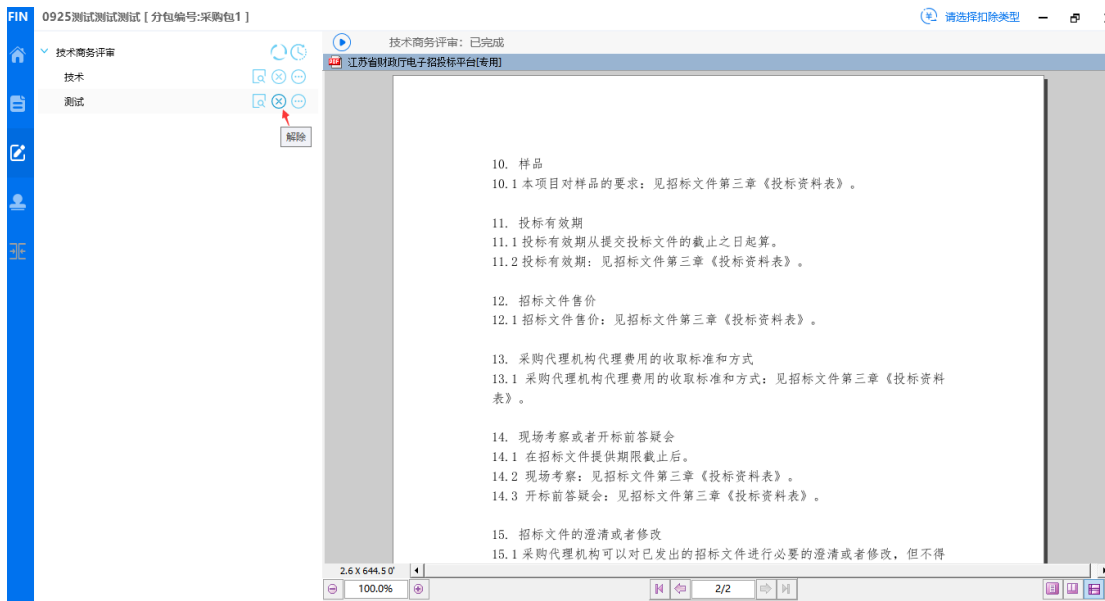 FIN 0925测试测试测试 [ 分包编号:采购包1 ] 请选择扣除类型
技术商务评审
技术
测试
解除
技术商务评审：已完成
江苏省财政厅电子招投标平台[专用]
10. 样品
10.1 本项目对样品的要求：见招标文件第三章《投标资料表》。
11. 投标有效期
11.1 投标有效期从提交投标文件的截止之日起算。
11.2 投标有效期：见招标文件第三章《投标资料表》。
12. 招标文件售价
12.1 招标文件售价：见招标文件第三章《投标资料表》。
13. 采购代理机构代理费用的收取标准和方式
13.1 采购代理机构代理费用的收取标准和方式：见招标文件第三章《投标资料
表》。
14. 现场考察或者开标前答疑会
14.1 在招标文件提供期限截止后。
14.2 现场考察：见招标文件第三章《投标资料表》。
14.3 开标前答疑会：见招标文件第三章《投标资料表》。
15. 招标文件的澄清或者修改
15.1 采购代理机构可以对已发出的招标文件进行必要的澄清或者修改，但不得
2.6 X 644.5 0'
100.0% 2/2